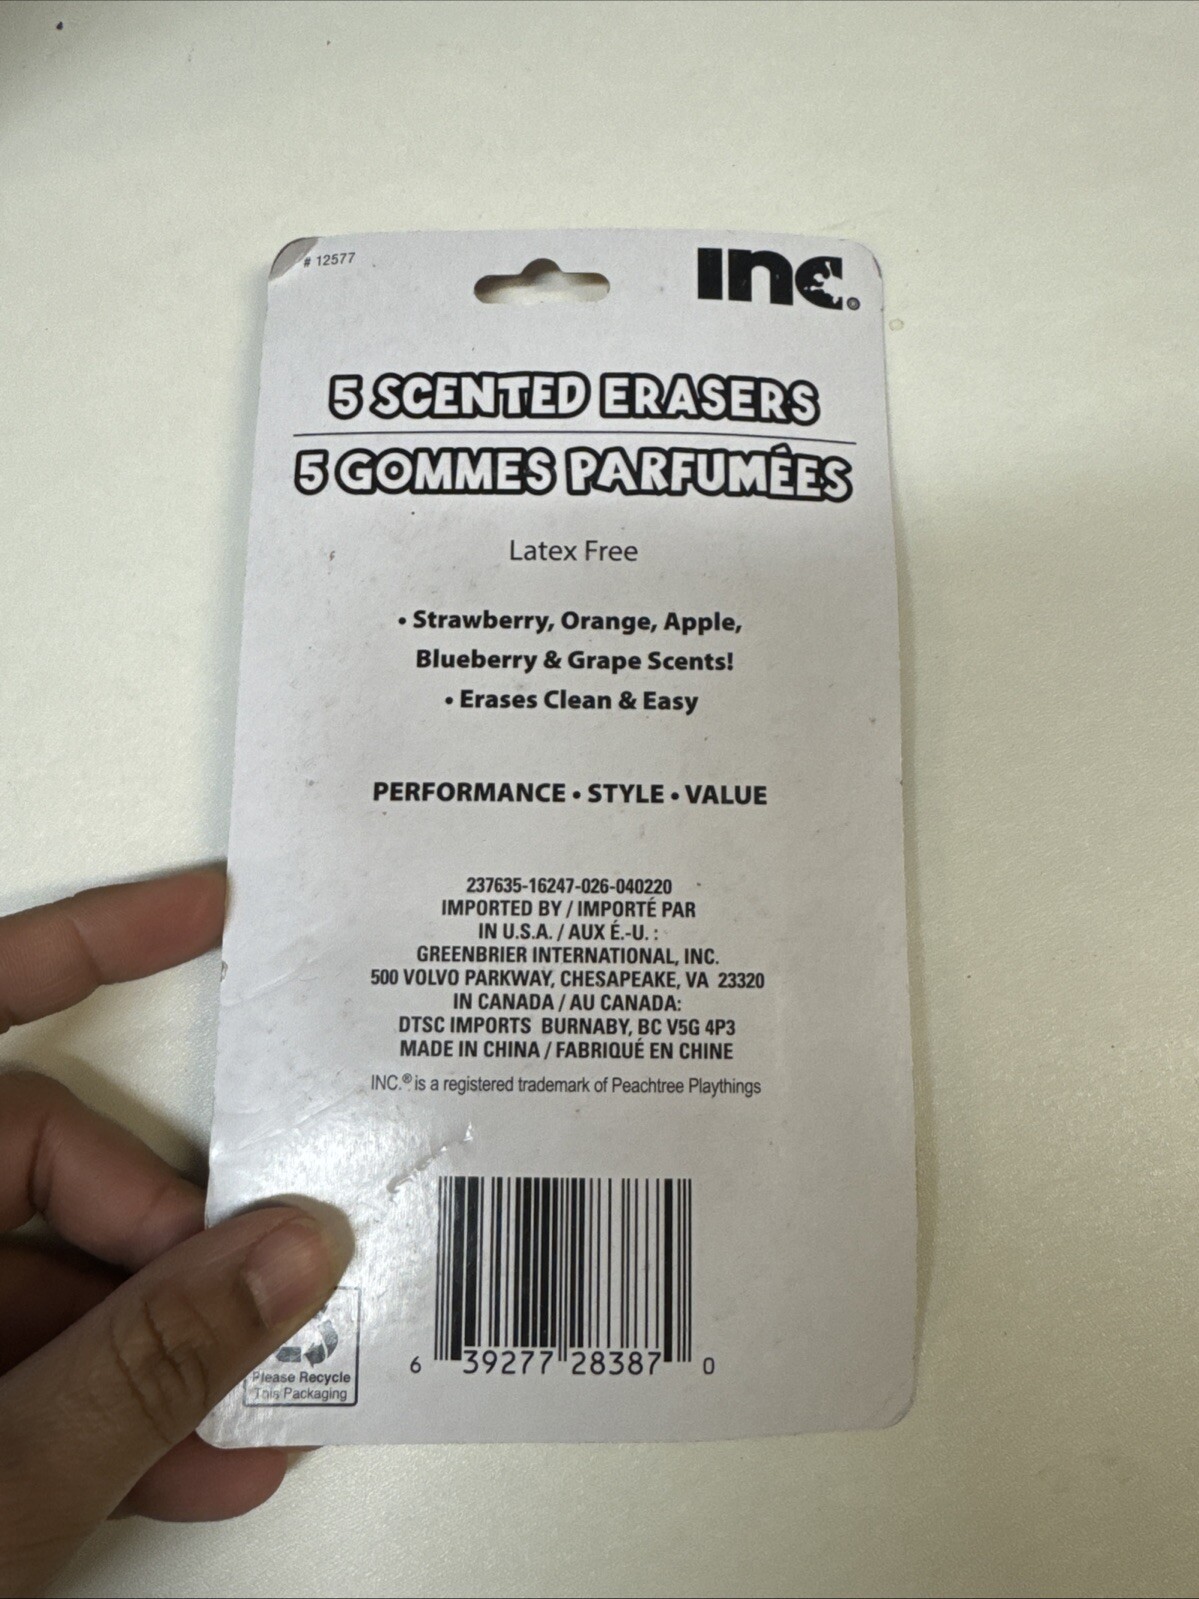 # 12577
INC.®
5 SCENTED ERASERS
5 GOMMES PARFUMÉES
Latex Free
• Strawberry, Orange, Apple,
Blueberry & Grape Scents!
• Erases Clean & Easy
PERFORMANCE • STYLE • VALUE
237635-16247-026-040220
IMPORTED BY / IMPORTÉ PAR
IN U.S.A. / AUX É.-U. :
GREENBRIER INTERNATIONAL, INC.
500 VOLVO PARKWAY, CHESAPEAKE, VA 23320
IN CANADA / AU CANADA:
DTSC IMPORTS BURNABY, BC V5G 4P3
MADE IN CHINA / FABRIQUÉ EN CHINE
INC.® is a registered trademark of Peachtree Playthings
6 39277 28387 0
Please Recycle
This Packaging